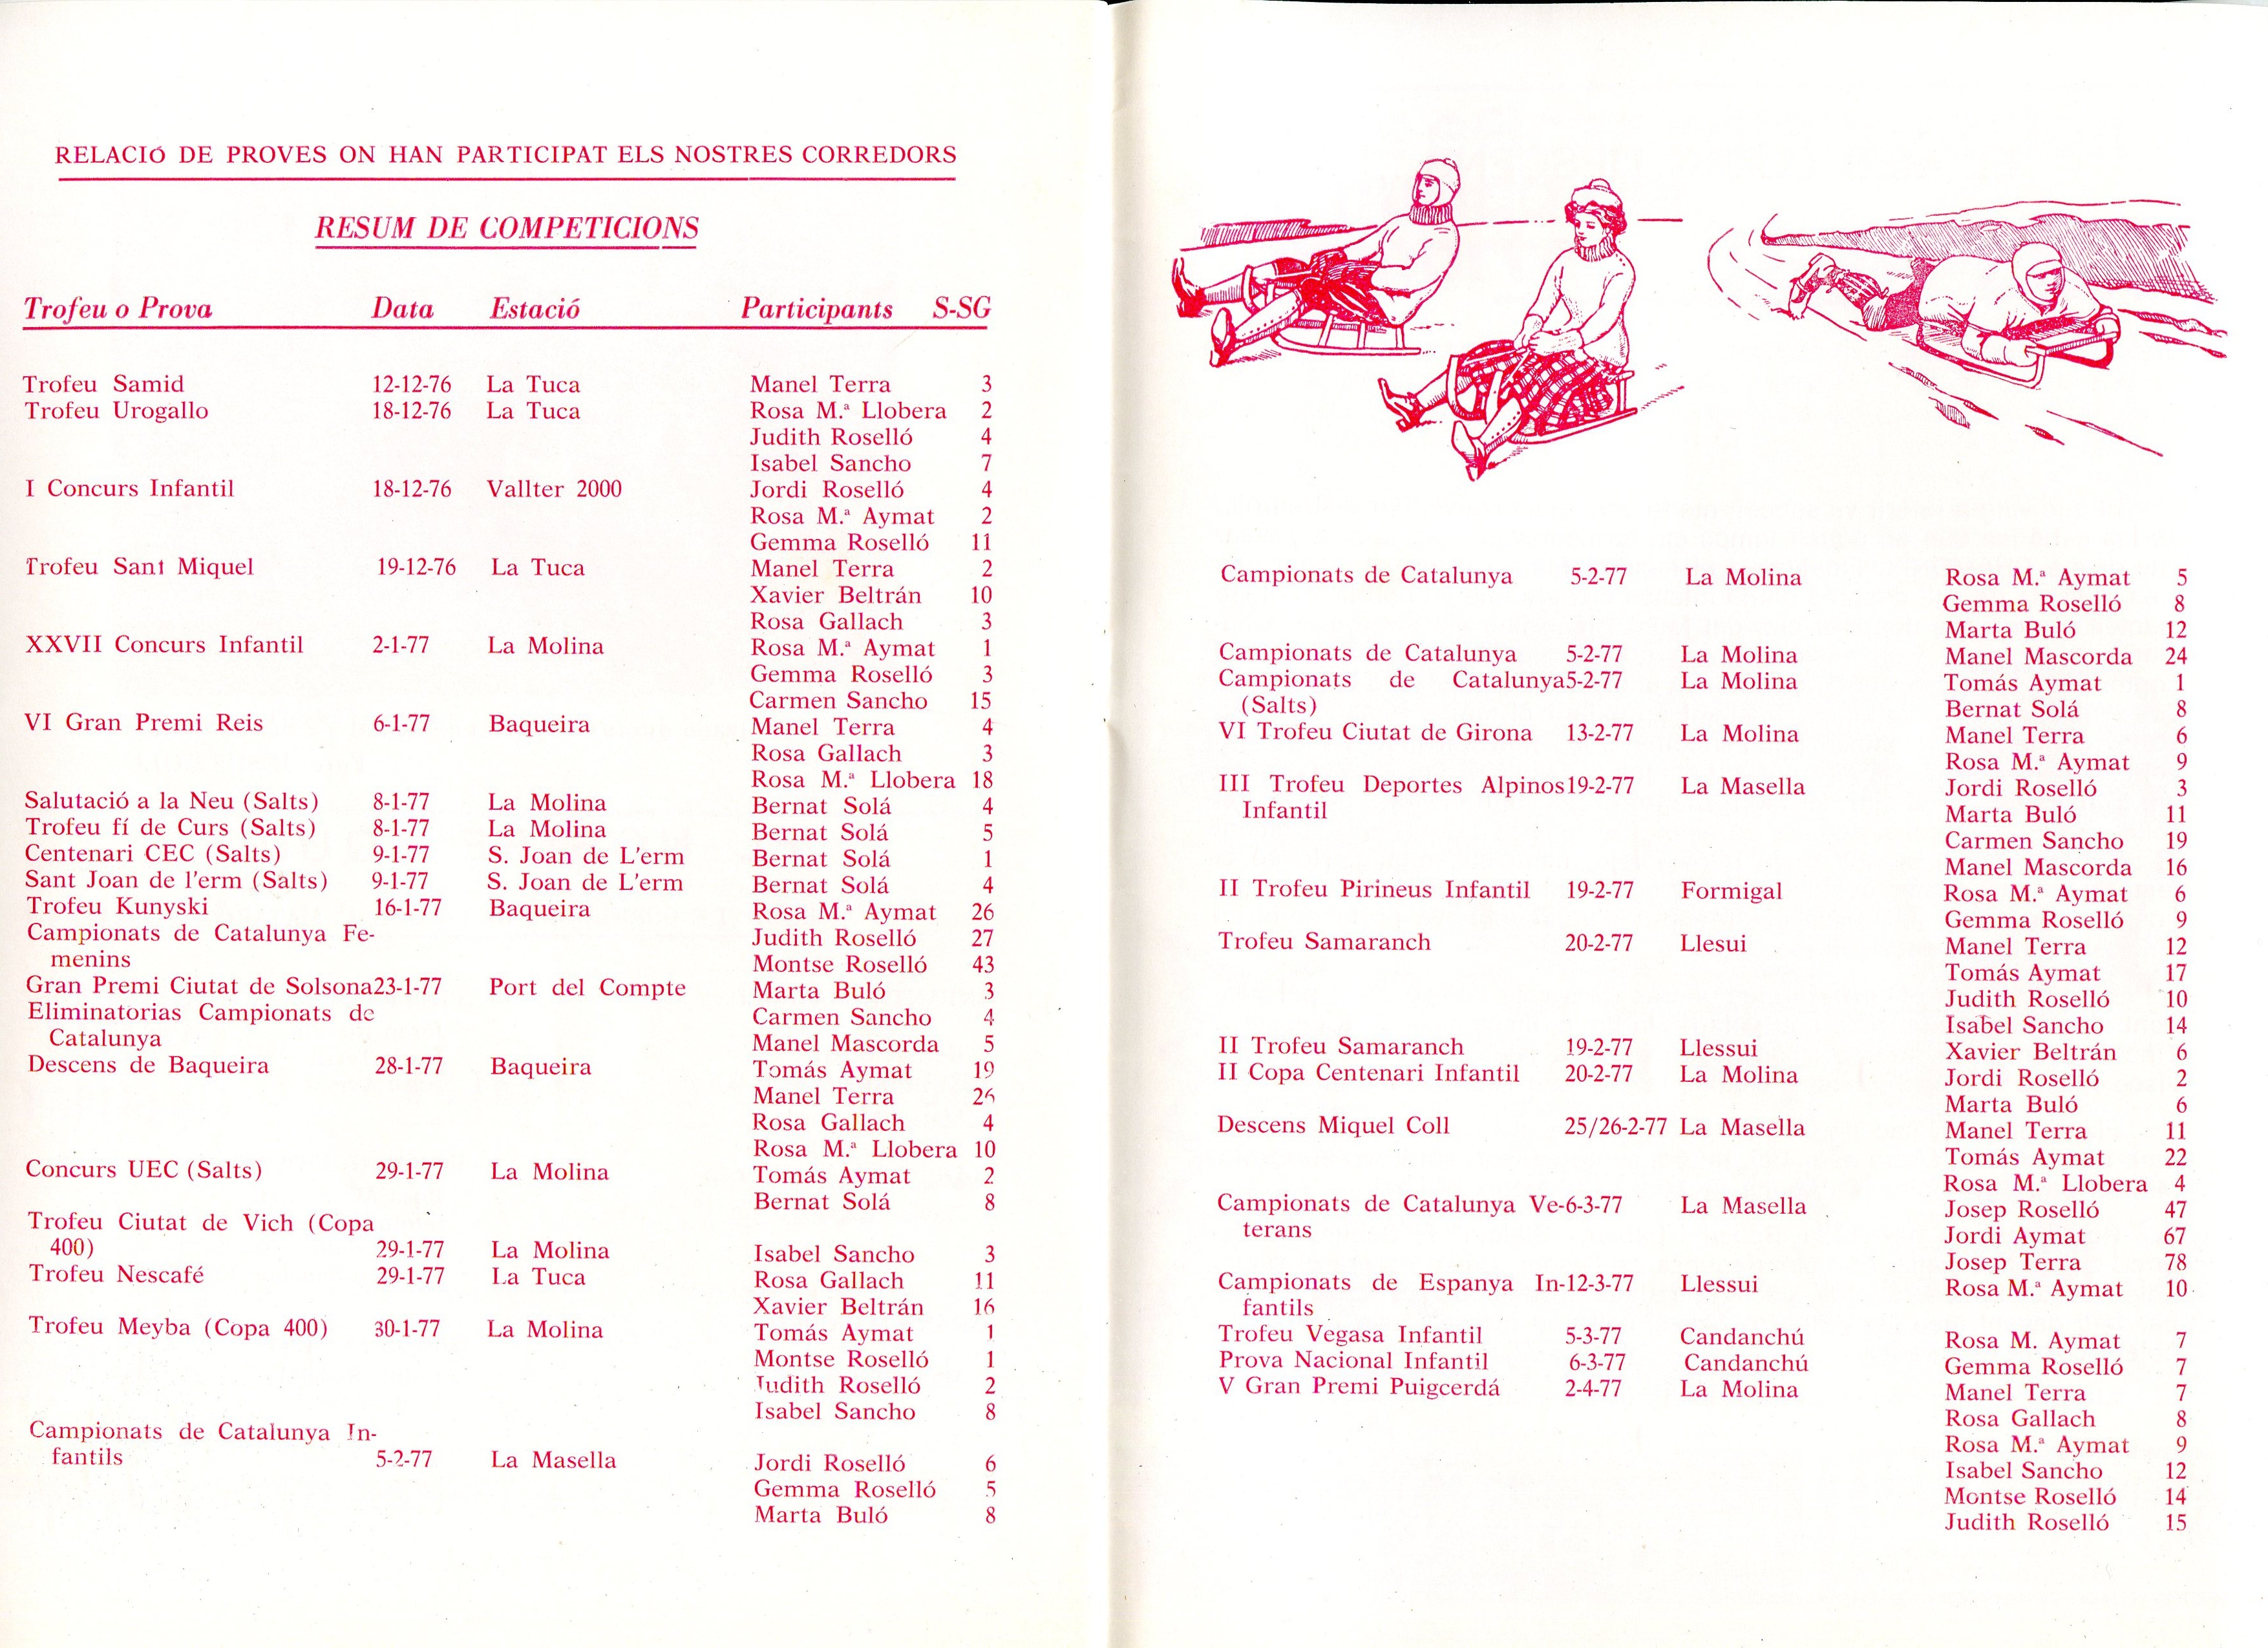 RELACIÓ DE PROVES ON HAN PARTICIPAT ELS NOSTRES CORREDORS
RESUM DE COMPETICIONS
Trofeu o Prova Data Estació Participants S-SG
Trofeu Samid 12-12-76 La Tuca Manel Terra 3
Trofeu Urogallo 18-12-76 La Tuca Rosa M.ª Llobera 2
Judith Roselló 4
Isabel Sancho 7
I Concurs Infantil 18-12-76 Vallter 2000 Jordi Roselló 4
Rosa M.ª Aymat 2
Gemma Roselló 11
Trofeu Sant Miquel 19-12-76 La Tuca Manel Terra 2
Xavier Beltrán 10
Rosa Gallach 3
XXVII Concurs Infantil 2-1-77 La Molina Rosa M.ª Aymat 1
Gemma Roselló 3
Carmen Sancho 15
VI Gran Premi Reis 6-1-77 Baqueira Manel Terra 4
Rosa Gallach 3
Rosa M.ª Llobera 18
Salutació a la Neu (Salts) 8-1-77 La Molina Bernat Solá 4
Trofeu fí de Curs (Salts) 8-1-77 La Molina Bernat Solá 5
Centenari CEC (Salts) 9-1-77 S. Joan de L'erm Bernat Solá 1
Sant Joan de l'erm (Salts) 9-1-77 S. Joan de L'erm Bernat Solá 4
Trofeu Kunyski 16-1-77 Baqueira Rosa M.ª Aymat 26
Campionats de Catalunya Fe- Judith Roselló 27
menins Montse Roselló 43
Gran Premi Ciutat de Solsona 23-1-77 Port del Compte Marta Buló 3
Eliminatorias Campionats de Carmen Sancho 4
Catalunya Manel Mascorda 5
Descens de Baqueira 28-1-77 Baqueira Tomás Aymat 19
Manel Terra 26
Rosa Gallach 4
Rosa M.ª Llobera 10
Concurs UEC (Salts) 29-1-77 La Molina Tomás Aymat 2
Bernat Solá 8
Trofeu Ciutat de Vich (Copa
400) 29-1-77 La Molina Isabel Sancho 3
Trofeu Nescafé 29-1-77 La Tuca Rosa Gallach 11
Xavier Beltrán 16
Trofeu Meyba (Copa 400) 30-1-77 La Molina Tomás Aymat 1
Montse Roselló 1
Judith Roselló 2
Isabel Sancho 8
Campionats de Catalunya In-
fantils 5-2-77 La Masella Jordi Roselló 6
Gemma Roselló 5
Marta Buló 8
Campionats de Catalunya 5-2-77 La Molina Rosa M.ª Aymat 5
Gemma Roselló 8
Marta Buló 12
Campionats de Catalunya 5-2-77 La Molina Manel Mascorda 24
Campionats de Catalunya 5-2-77 La Molina Tomás Aymat 1
(Salts) Bernat Solá 8
VI Trofeu Ciutat de Girona 13-2-77 La Molina Manel Terra 6
Rosa M.ª Aymat 9
III Trofeu Deportes Alpinos 19-2-77 La Masella Jordi Roselló 3
Infantil Marta Buló 11
Carmen Sancho 19
Manel Mascorda 16
II Trofeu Pirineus Infantil 19-2-77 Formigal Rosa M.ª Aymat 6
Gemma Roselló 9
Trofeu Samaranch 20-2-77 Llesui Manel Terra 12
Tomás Aymat 17
Judith Roselló 10
Isabel Sancho 14
II Trofeu Samaranch 19-2-77 Llessui Xavier Beltrán 6
II Copa Centenari Infantil 20-2-77 La Molina Jordi Roselló 2
Marta Buló 6
Descens Miquel Coll 25/26-2-77 La Masella Manel Terra 11
Tomás Aymat 22
Rosa M.ª Llobera 4
Campionats de Catalunya Ve- 6-3-77 La Masella Josep Roselló 47
terans Jordi Aymat 67
Josep Terra 78
Campionats de Espanya In- 12-3-77 Llessui Rosa M.ª Aymat 10
fantils
Trofeu Vegasa Infantil 5-3-77 Candanchú Rosa M. Aymat 7
Prova Nacional Infantil 6-3-77 Candanchú Gemma Roselló 7
V Gran Premi Puigcerdá 2-4-77 La Molina Manel Terra 7
Rosa Gallach 8
Rosa M.ª Aymat 9
Isabel Sancho 12
Montse Roselló 14
Judith Roselló 15